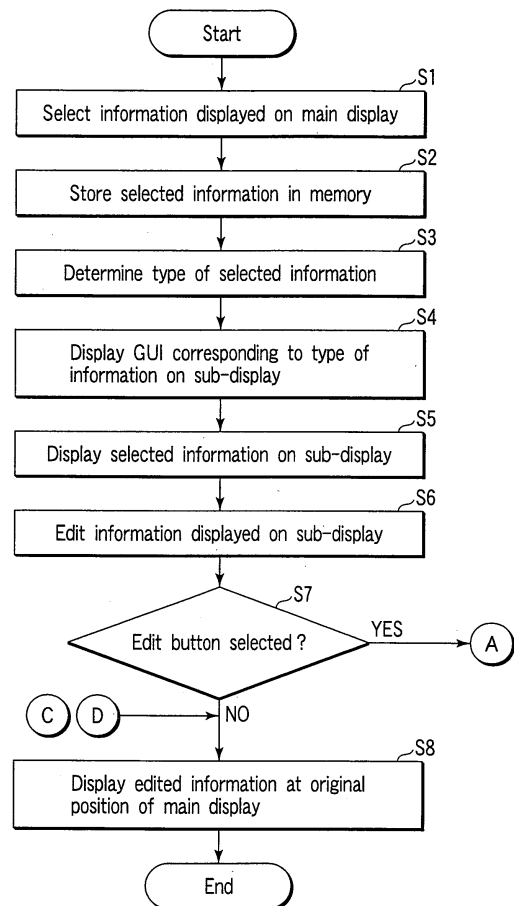 Start
S1
Select information displayed on main display
S2
Store selected information in memory
S3
Determine type of selected information
S4
Display GUI corresponding to type of
information on sub-display
S5
Display selected information on sub-display
S6
Edit information displayed on sub-display
S7
Edit button selected ?
YES
A
C
D
NO
S8
Display edited information at original
position of main display
End